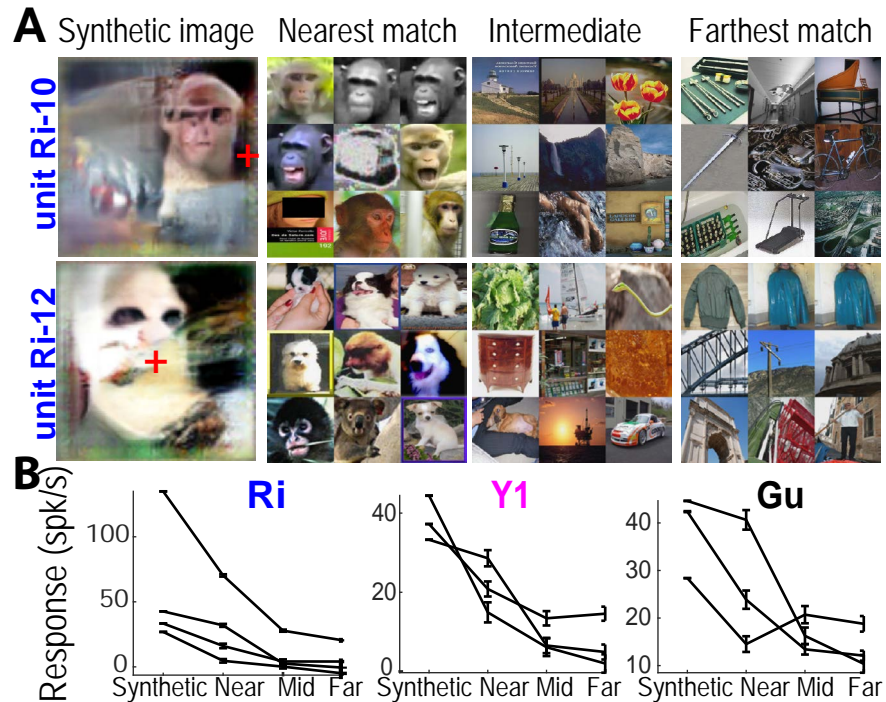 A Synthetic image Nearest match Intermediate Farthest match
unit Ri-10
unit Ri-12
B
Response (spk/s)
Ri
100
50
0
Synthetic Near Mid Far
Y1
40
20
0
Synthetic Near Mid Far
Gu
40
30
20
10
Synthetic Near Mid Far